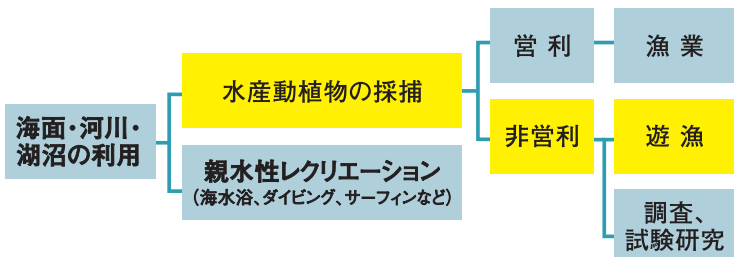 海面・河川・
湖沼の利用
水産動植物の採捕
親水性レクリエーション
（海水浴、ダイビング、サーフィンなど）
営利
漁業
非営利
遊漁
調査、
試験研究